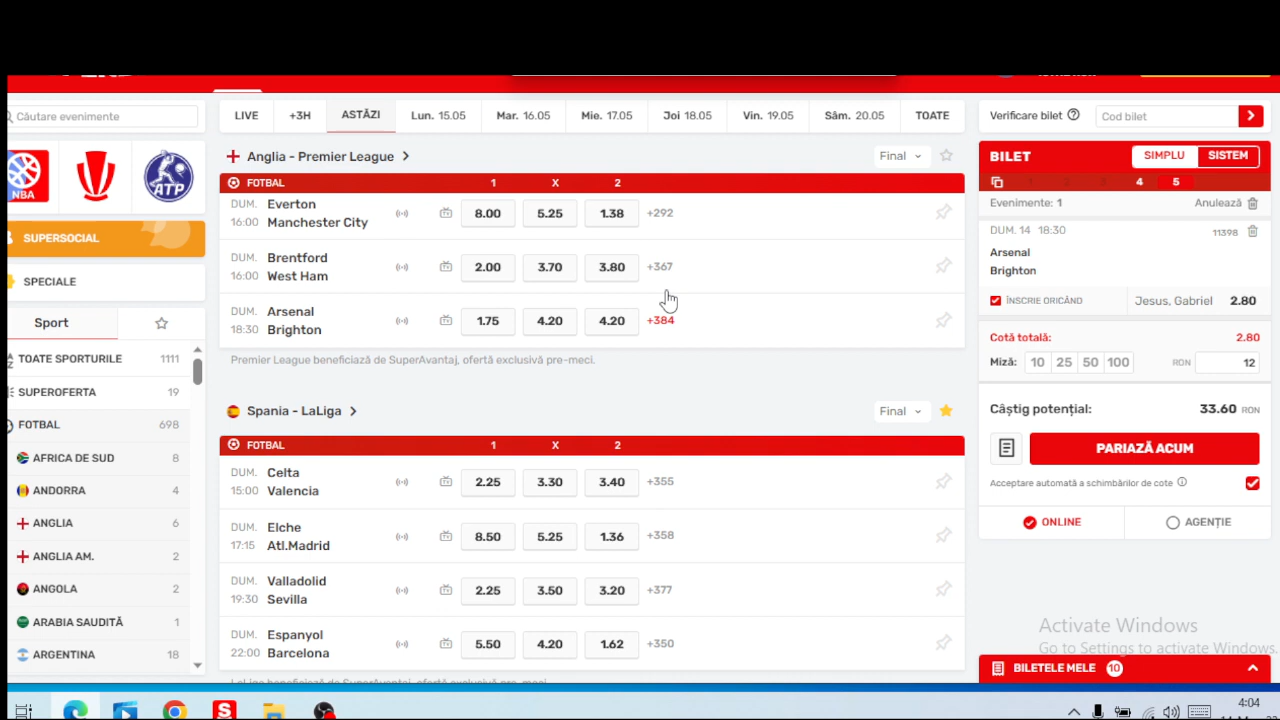 Căutare evenimente
LIVE +3H ASTĂZI Lun. 15.05 Mar. 16.05 Mie. 17.05 Joi 18.05 Vin. 19.05 Sâm. 20.05 TOATE
NBA ATP
SUPERSOCIAL
SPECIALE
Sport
TOATE SPORTURILE 1111
SUPEROFERTA 19
FOTBAL 698
AFRICA DE SUD 8
ANDORRA 4
ANGLIA 6
ANGLIA AM. 2
ANGOLA 2
ARABIA SAUDITĂ 1
ARGENTINA 18
Anglia - Premier League Final
FOTBAL 1 X 2
DUM. Everton
16:00 Manchester City 8.00 5.25 1.38 +292
DUM. Brentford
16:00 West Ham 2.00 3.70 3.80 +367
DUM. Arsenal
18:30 Brighton 1.75 4.20 4.20 +384
Premier League beneficiază de SuperAvantaj, ofertă exclusivă pre-meci.
Spania - LaLiga Final
FOTBAL 1 X 2
DUM. Celta
15:00 Valencia 2.25 3.30 3.40 +355
DUM. Elche
17:15 Atl.Madrid 8.50 5.25 1.36 +358
DUM. Valladolid
19:30 Sevilla 2.25 3.50 3.20 +377
DUM. Espanyol
22:00 Barcelona 5.50 4.20 1.62 +350
Verificare bilet Cod bilet
BILET SIMPLU SISTEM
1 2 3 4 5
Evenimente: 1 Anulează
DUM. 14 18:30 11398
Arsenal
Brighton
ÎNSCRIE ORICÂND Jesus, Gabriel 2.80
Cotă totală: 2.80
Miză: 10 25 50 100 RON 12
Câștig potențial: 33.60 RON
PARIAZĂ ACUM
Acceptare automată a schimbărilor de cote
ONLINE AGENȚIE
Activate Windows
Go to Settings to activate Windows.
BILETELE MELE 10
4:04